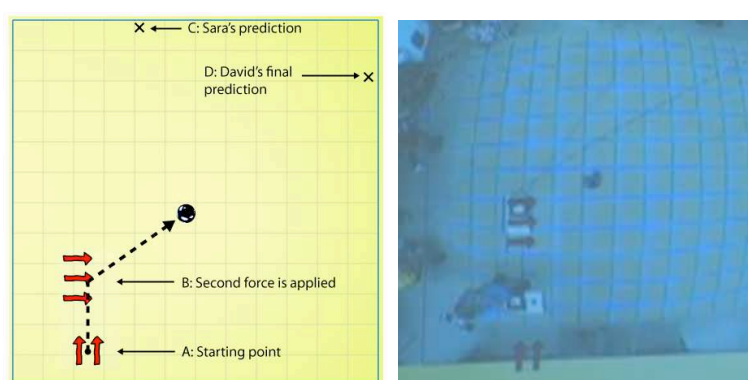 C: Sara's prediction
D: David's final
prediction
B: Second force is applied
A: Starting point